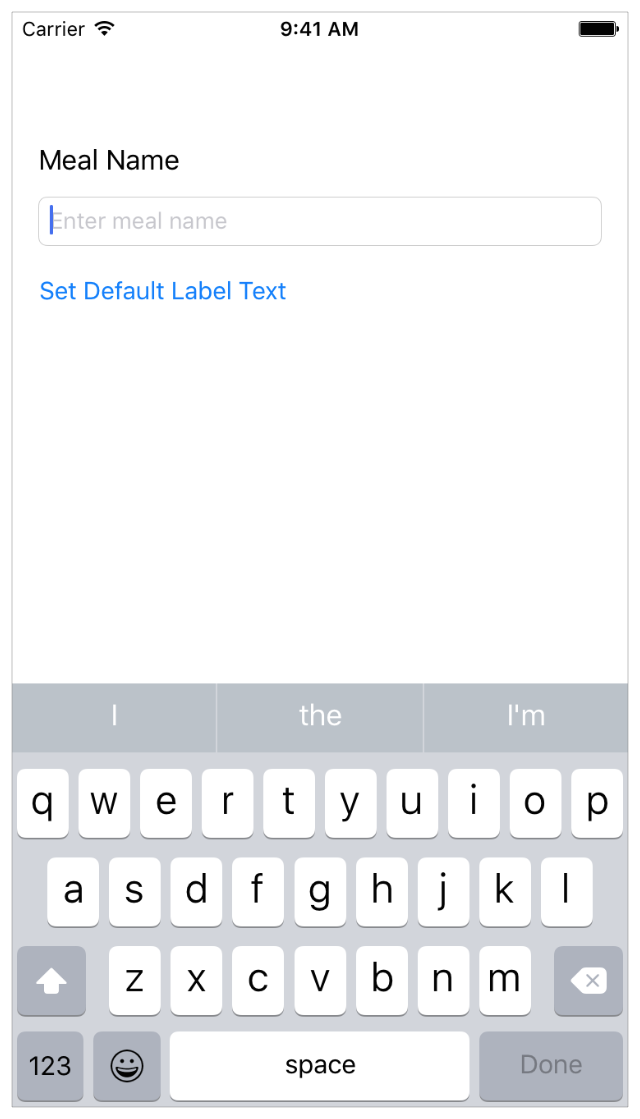 Carrier 9:41 AM
Meal Name
Enter meal name
Set Default Label Text
I the I'm
q w e r t y u i o p
a s d f g h j k l
z x c v b n m
123 space Done